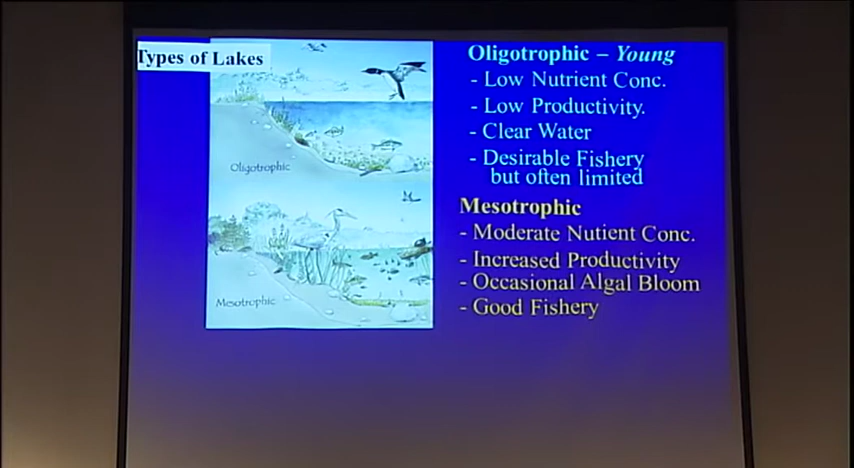 Types of Lakes
Oligotrophic – Young
- Low Nutrient Conc.
- Low Productivity.
- Clear Water
- Desirable Fishery
but often limited
Mesotrophic
- Moderate Nutient Conc.
- Increased Productivity
- Occasional Algal Bloom
- Good Fishery
Oligotrophic
Mesotrophic